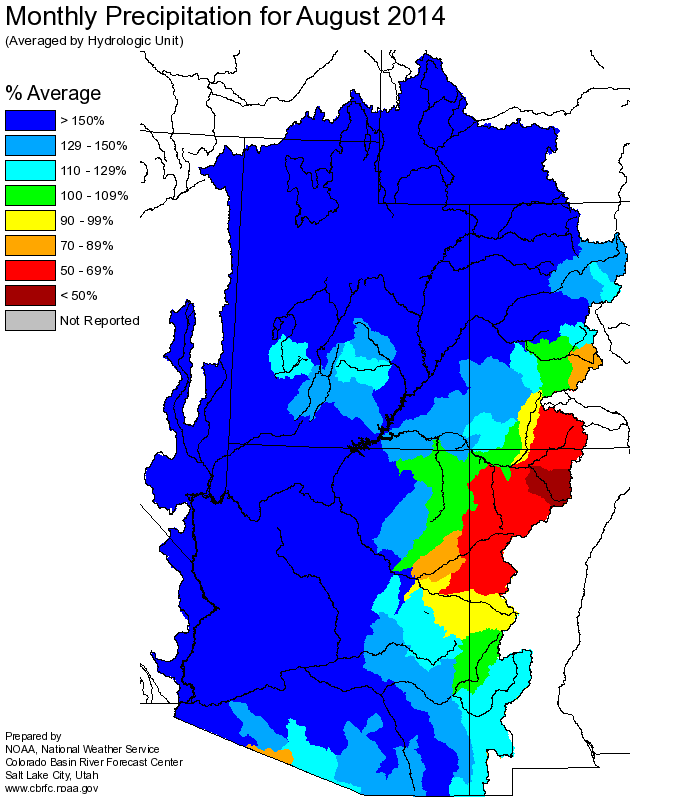 Monthly Precipitation for August 2014
(Averaged by Hydrologic Unit)
% Average
> 150%
129 - 150%
110 - 129%
100 - 109%
90 - 99%
70 - 89%
50 - 69%
< 50%
Not Reported
Prepared by
NOAA, National Weather Service
Colorado Basin River Forecast Center
Salt Lake City, Utah
www.cbrfc.noaa.gov